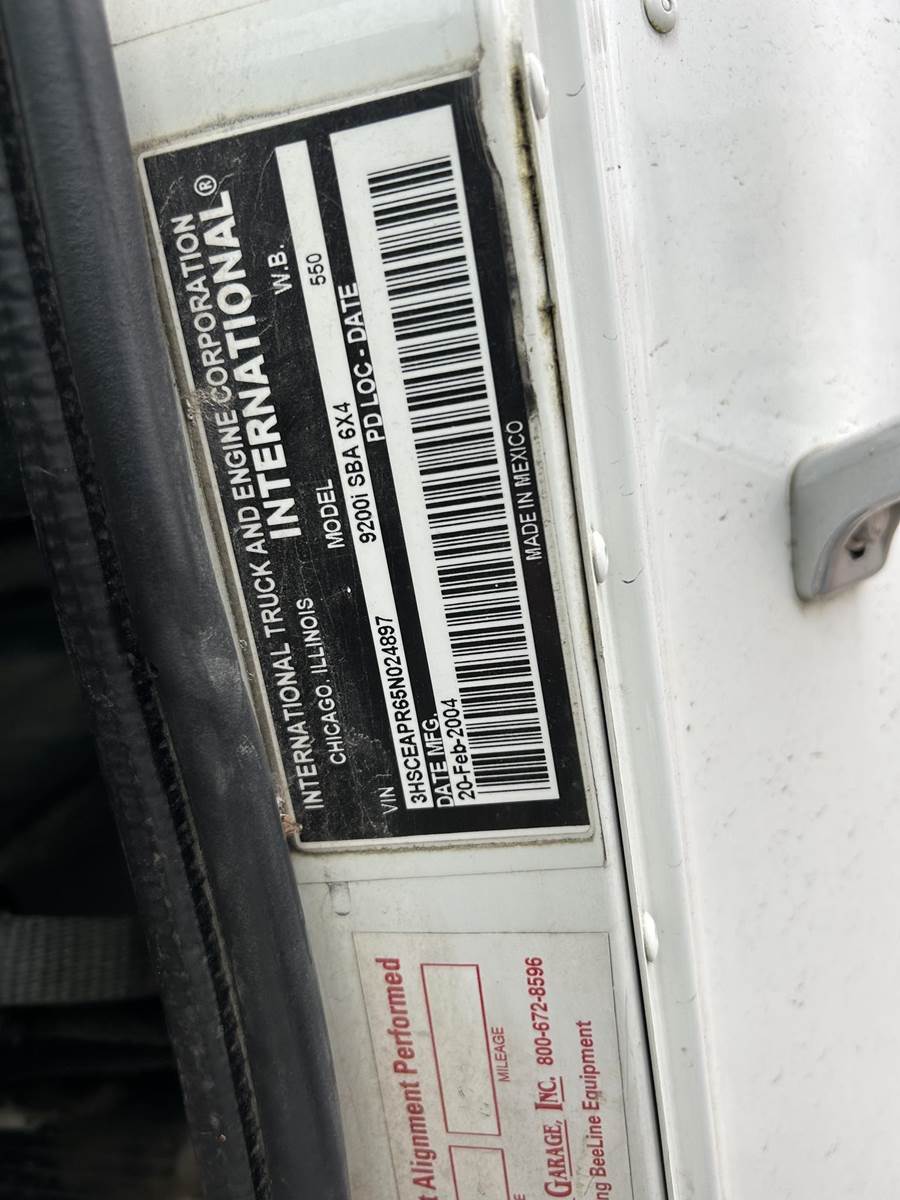 INTERNATIONAL TRUCK AND ENGINE CORPORATION
CHICAGO, ILLINOIS INTERNATIONAL®
VIN MODEL W.B.
3HSCEAPR65N024897 9200i SBA 6X4 550
DATE MFG. PD LOC - DATE
20-Feb-2004
MADE IN MEXICO
Alignment Performed
MILEAGE
GARAGE, INC. 800-672-8596
BeeLine Equipment